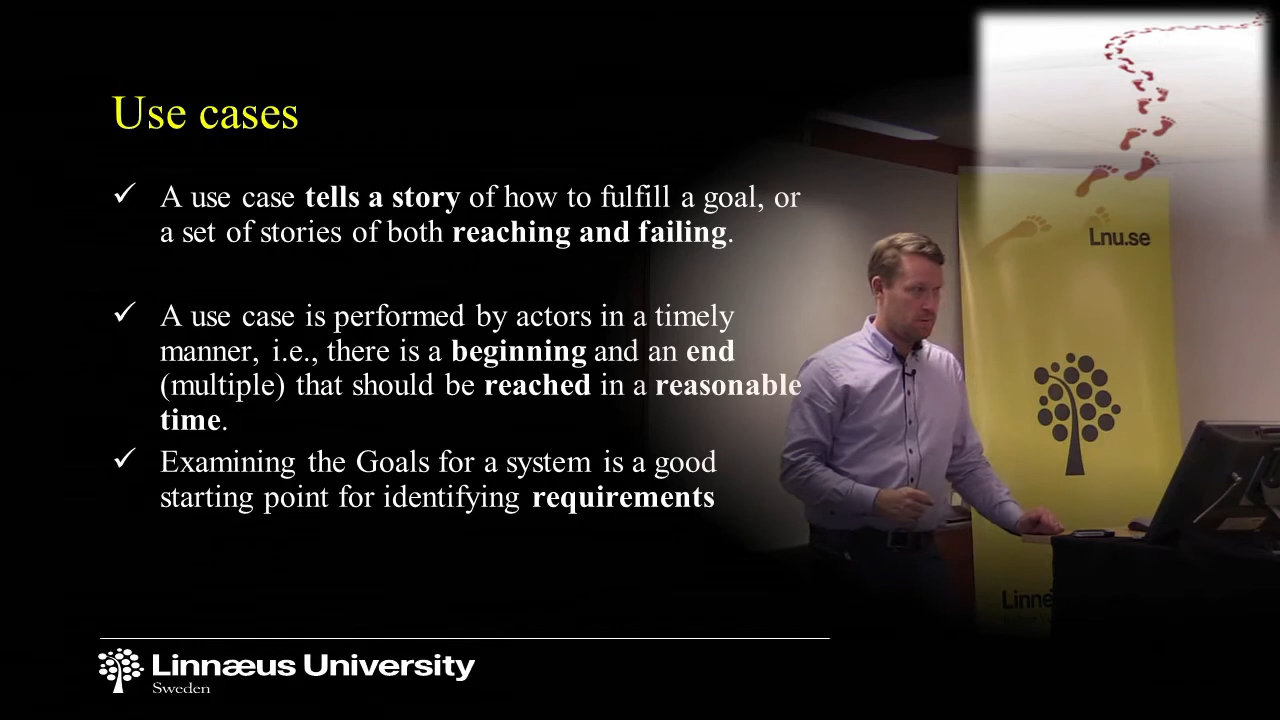 Use cases
✓ A use case tells a story of how to fulfill a goal, or
a set of stories of both reaching and failing.
✓ A use case is performed by actors in a timely
manner, i.e., there is a beginning and an end
(multiple) that should be reached in a reasonable
time.
✓ Examining the Goals for a system is a good
starting point for identifying requirements
Lnu.se
Linnæus University
Sweden